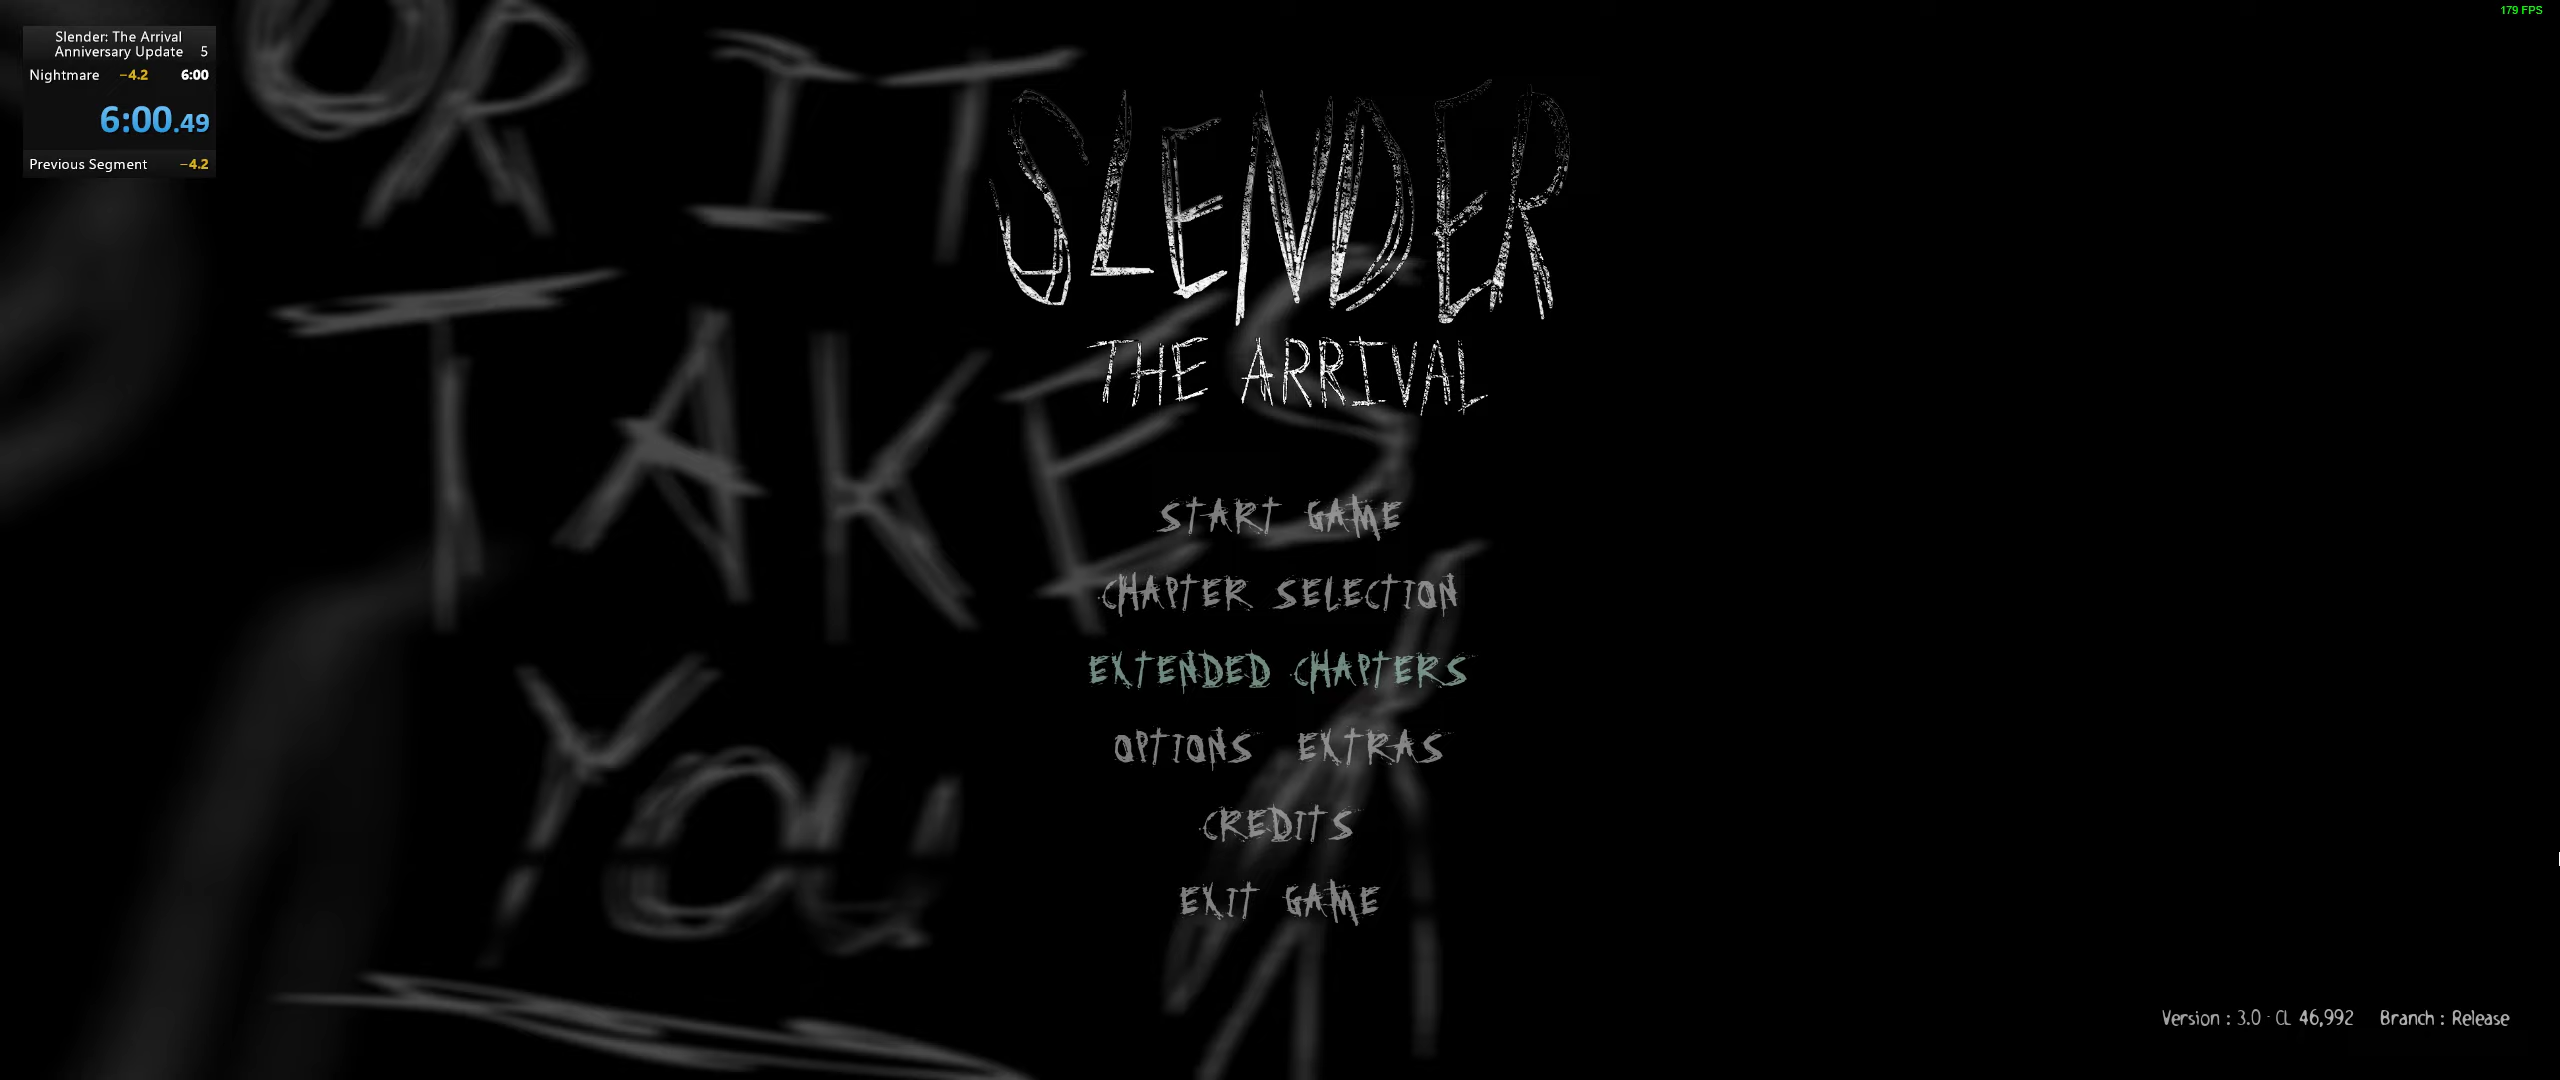 Slender: The Arrival
Anniversary Update 5
Nightmare −4.2 6:00
6:00.49
Previous Segment −4.2
179 FPS
OR IT
TAKES
YOU
SLENDER
THE ARRIVAL
START GAME
CHAPTER SELECTION
EXTENDED CHAPTERS
OPTIONS EXTRAS
CREDITS
EXIT GAME
Version : 3.0 - CL 46,992 Branch : Release